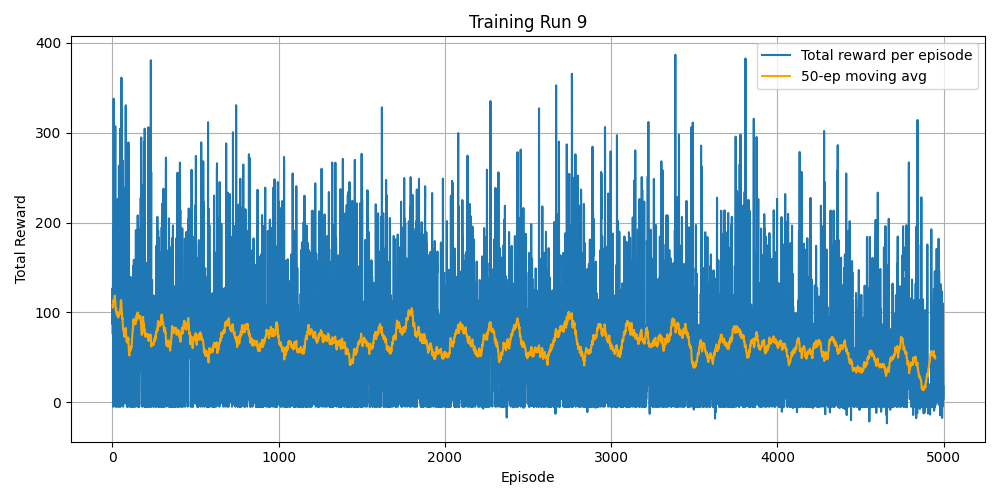 Training Run 9
Total Reward
400
300
200
100
0
Total reward per episode
50-ep moving avg
0
1000
2000
3000
4000
5000
Episode